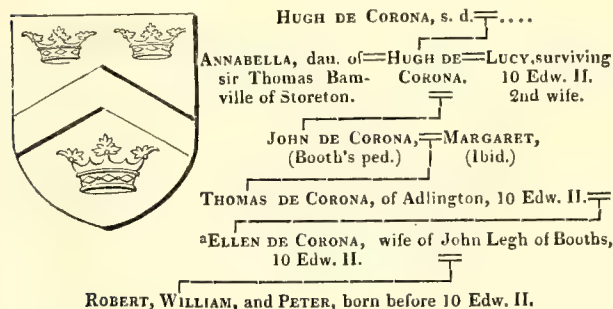 HUGH DE CORONA, s. d. ....
ANNABELLA, dau. of HUGH DE LUCY, surviving
sir Thomas Bam- CORONA. 10 Edw. II.
ville of Storeton. 2nd wife.
JOHN DE CORONA, MARGARET,
(Booth's ped.) (Ibid.)
THOMAS DE CORONA, of Adlington, 10 Edw. II.
ᵃELLEN DE CORONA, wife of John Legh of Booths,
10 Edw. II.
ROBERT, WILLIAM, and PETER, born before 10 Edw. II.